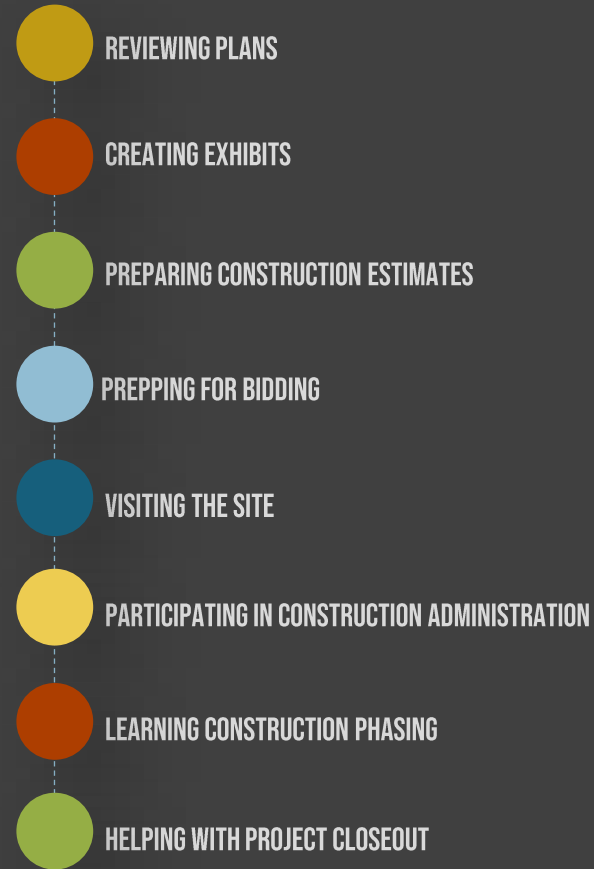 REVIEWING PLANS
CREATING EXHIBITS
PREPARING CONSTRUCTION ESTIMATES
PREPPING FOR BIDDING
VISITING THE SITE
PARTICIPATING IN CONSTRUCTION ADMINISTRATION
LEARNING CONSTRUCTION PHASING
HELPING WITH PROJECT CLOSEOUT